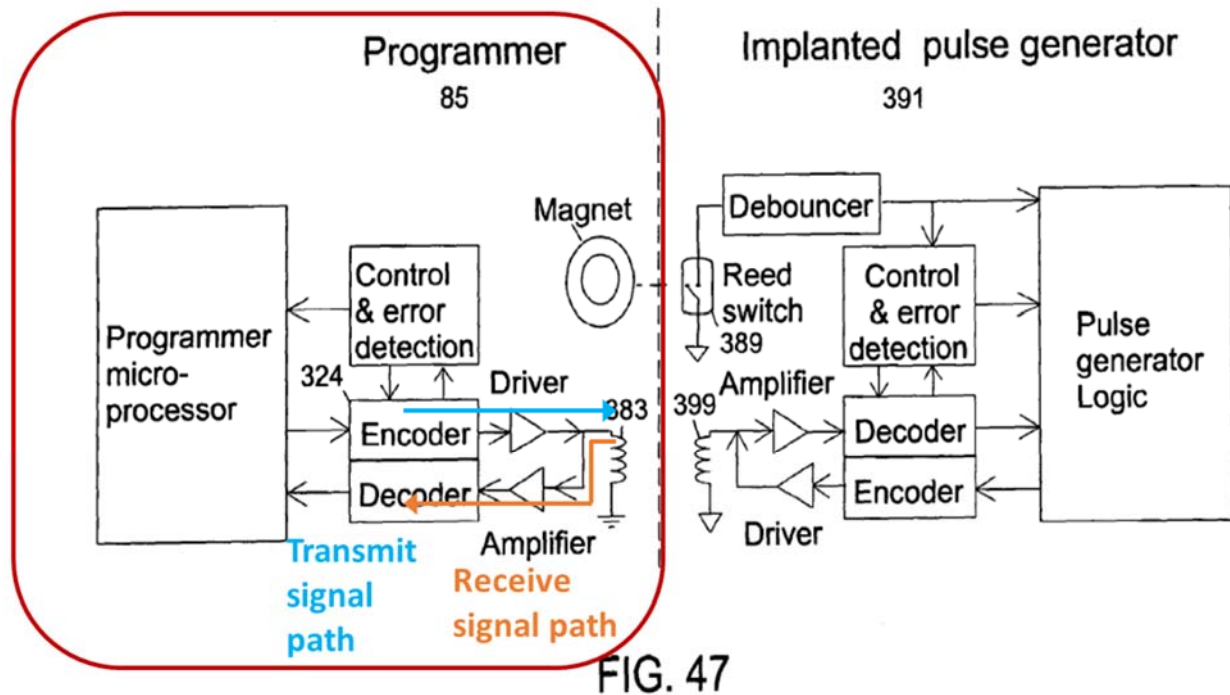 Programmer
85
Implanted pulse generator
391
Magnet
Debouncer
Reed
switch
389
Control
& error
detection
Control
& error
detection
Programmer
micro-
processor
Pulse
generator
Logic
324
Driver
383
399
Amplifier
Encoder
Decoder
Decoder
Encoder
Amplifier
Driver
Transmit
signal
path
Receive
signal path
FIG. 47